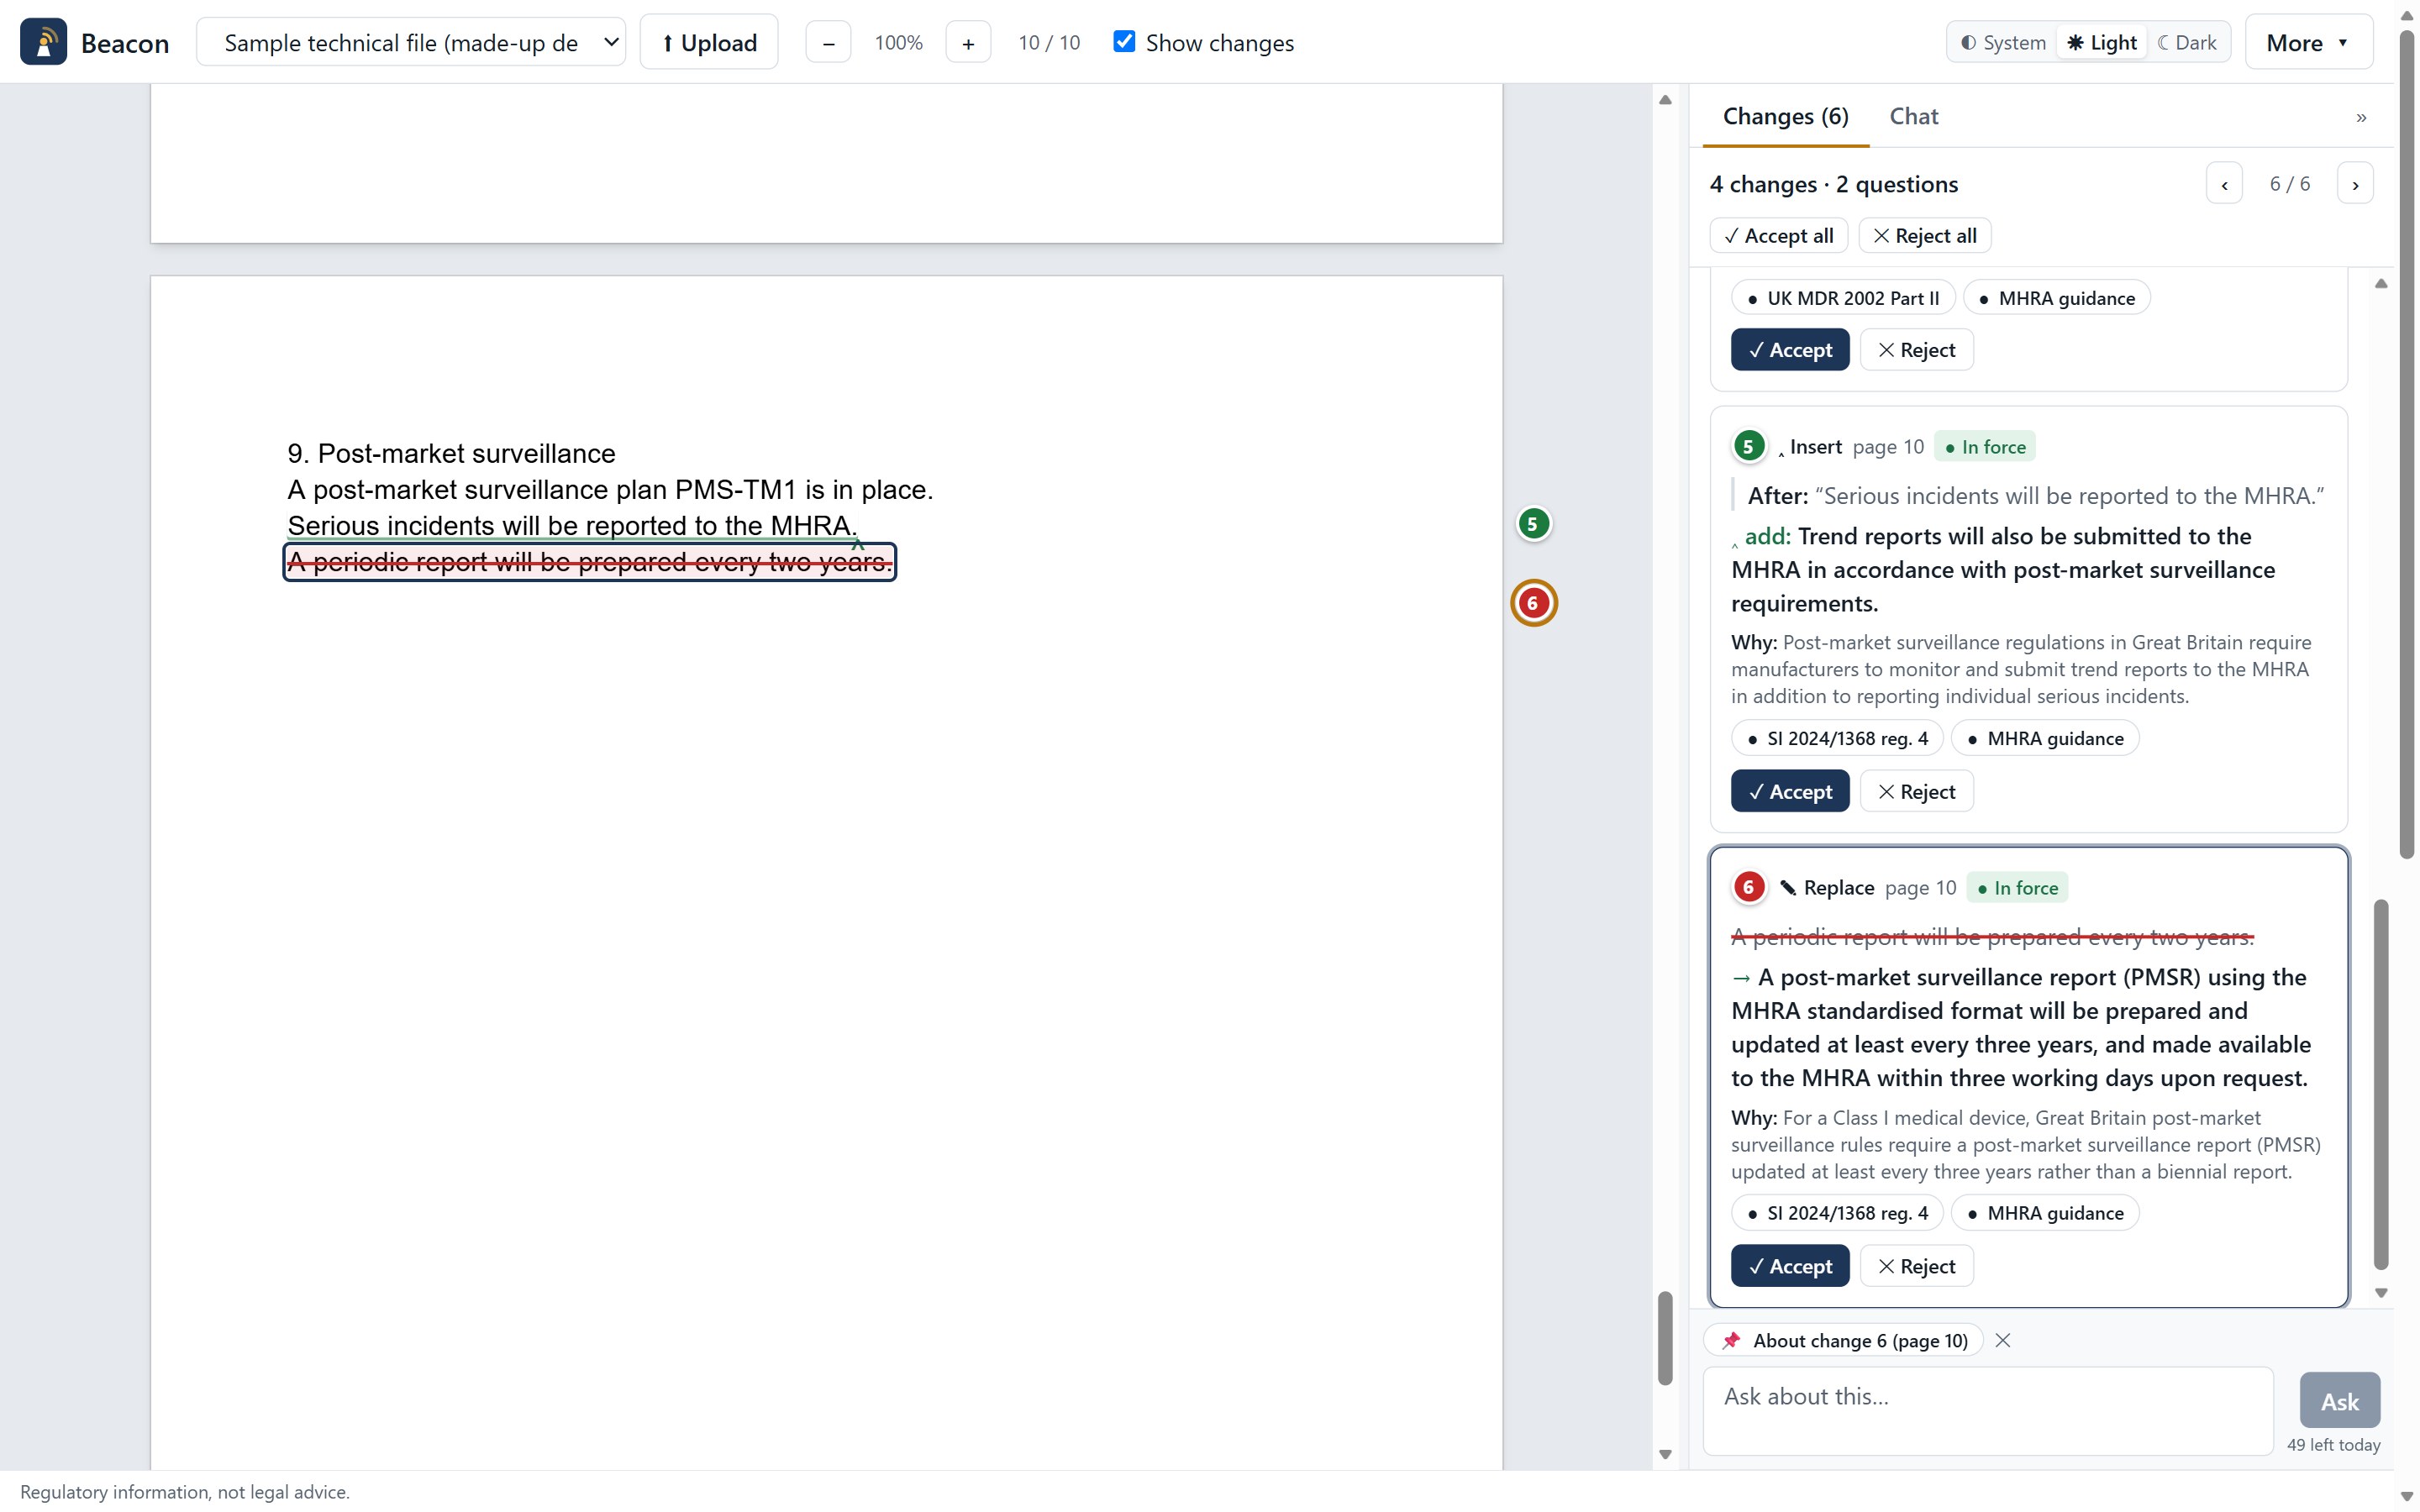 Beacon
Sample technical file (made-up de
Upload
–
100%
+
10 / 10
Show changes
System
Light
Dark
More
9. Post-market surveillance
A post-market surveillance plan PMS-TM1 is in place.
Serious incidents will be reported to the MHRA.
A periodic report will be prepared every two years.
5
6
Changes (6)
Chat
»
4 changes · 2 questions
‹
6 / 6
›
✓ Accept all
✕ Reject all
● UK MDR 2002 Part II
● MHRA guidance
✓ Accept
✕ Reject
5
‸ Insert page 10 ● In force
After: “Serious incidents will be reported to the MHRA.”
‸ add: Trend reports will also be submitted to the
MHRA in accordance with post-market surveillance
requirements.
Why: Post-market surveillance regulations in Great Britain require
manufacturers to monitor and submit trend reports to the MHRA
in addition to reporting individual serious incidents.
● SI 2024/1368 reg. 4
● MHRA guidance
✓ Accept
✕ Reject
6
Replace page 10 ● In force
A periodic report will be prepared every two years.
→ A post-market surveillance report (PMSR) using the
MHRA standardised format will be prepared and
updated at least every three years, and made available
to the MHRA within three working days upon request.
Why: For a Class I medical device, Great Britain post-market
surveillance rules require a post-market surveillance report (PMSR)
updated at least every three years rather than a biennial report.
● SI 2024/1368 reg. 4
● MHRA guidance
✓ Accept
✕ Reject
About change 6 (page 10) ✕
Ask about this...
Ask
49 left today
Regulatory information, not legal advice.